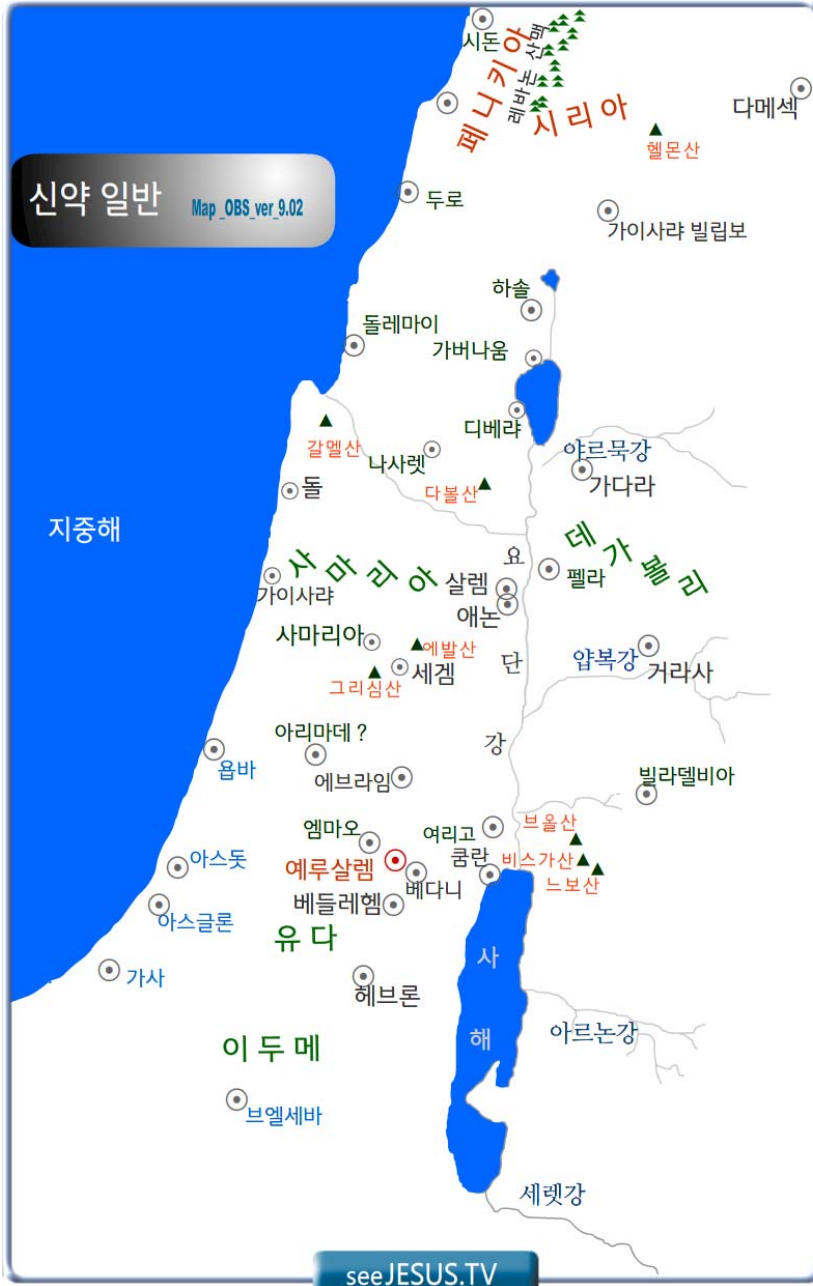 시돈
페니키아
레바논 산맥
시리아
다메섹
헬몬산
신약 일반 Map_OBS_ver_9.02
두로
가이사랴 빌립보
하솔
돌레마이
가버나움
디베랴
갈멜산
나사렛
야르묵강
다볼산
가다라
돌
지중해
데가볼리
사마리아
요단강
가이사랴
살렘
펠라
애논
사마리아
에발산
얍복강
세겜
거라사
그리심산
아리마데 ?
욥바
에브라임
빌라델비아
브올산
엠마오
여리고
쿰란
비스가산
아스돗
예루살렘
베다니
느보산
베들레헴
아스글론
유다
사해
가사
헤브론
아르논강
이두메
브엘세바
세렛강
seeJESUS.TV